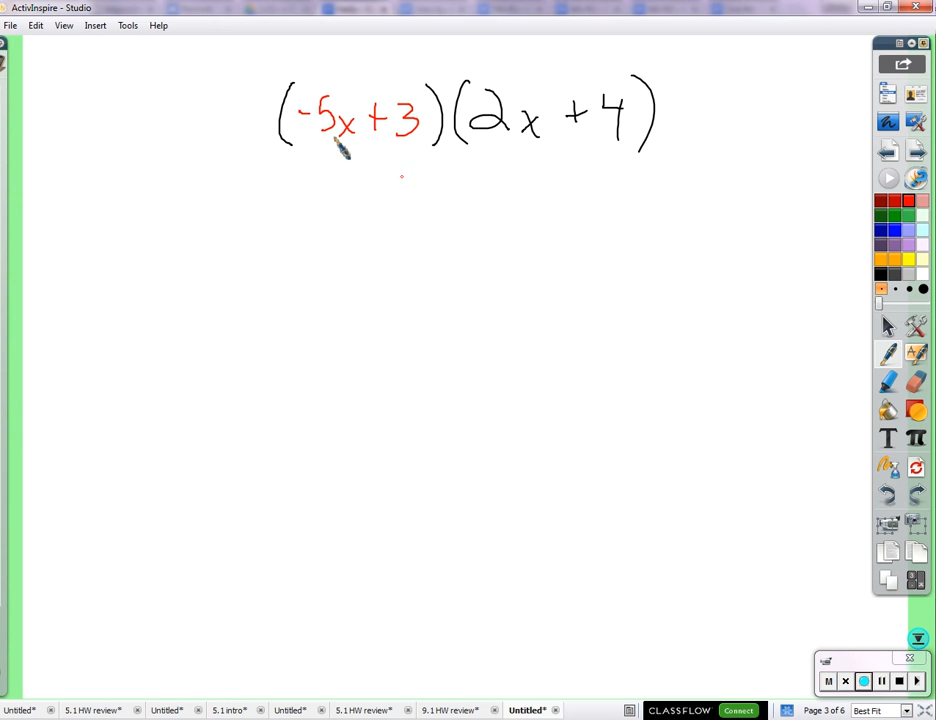 ActivInspire - Studio
File Edit View Insert Tools Help
(-5x+3)(2x +4)
Untitled* 5.1 HW review* Untitled* 5.1 intro* Untitled* 5.1 HW review* 9.1 HW review* Untitled* CLASSFLOW Connect Page 3 of 6 Best Fit